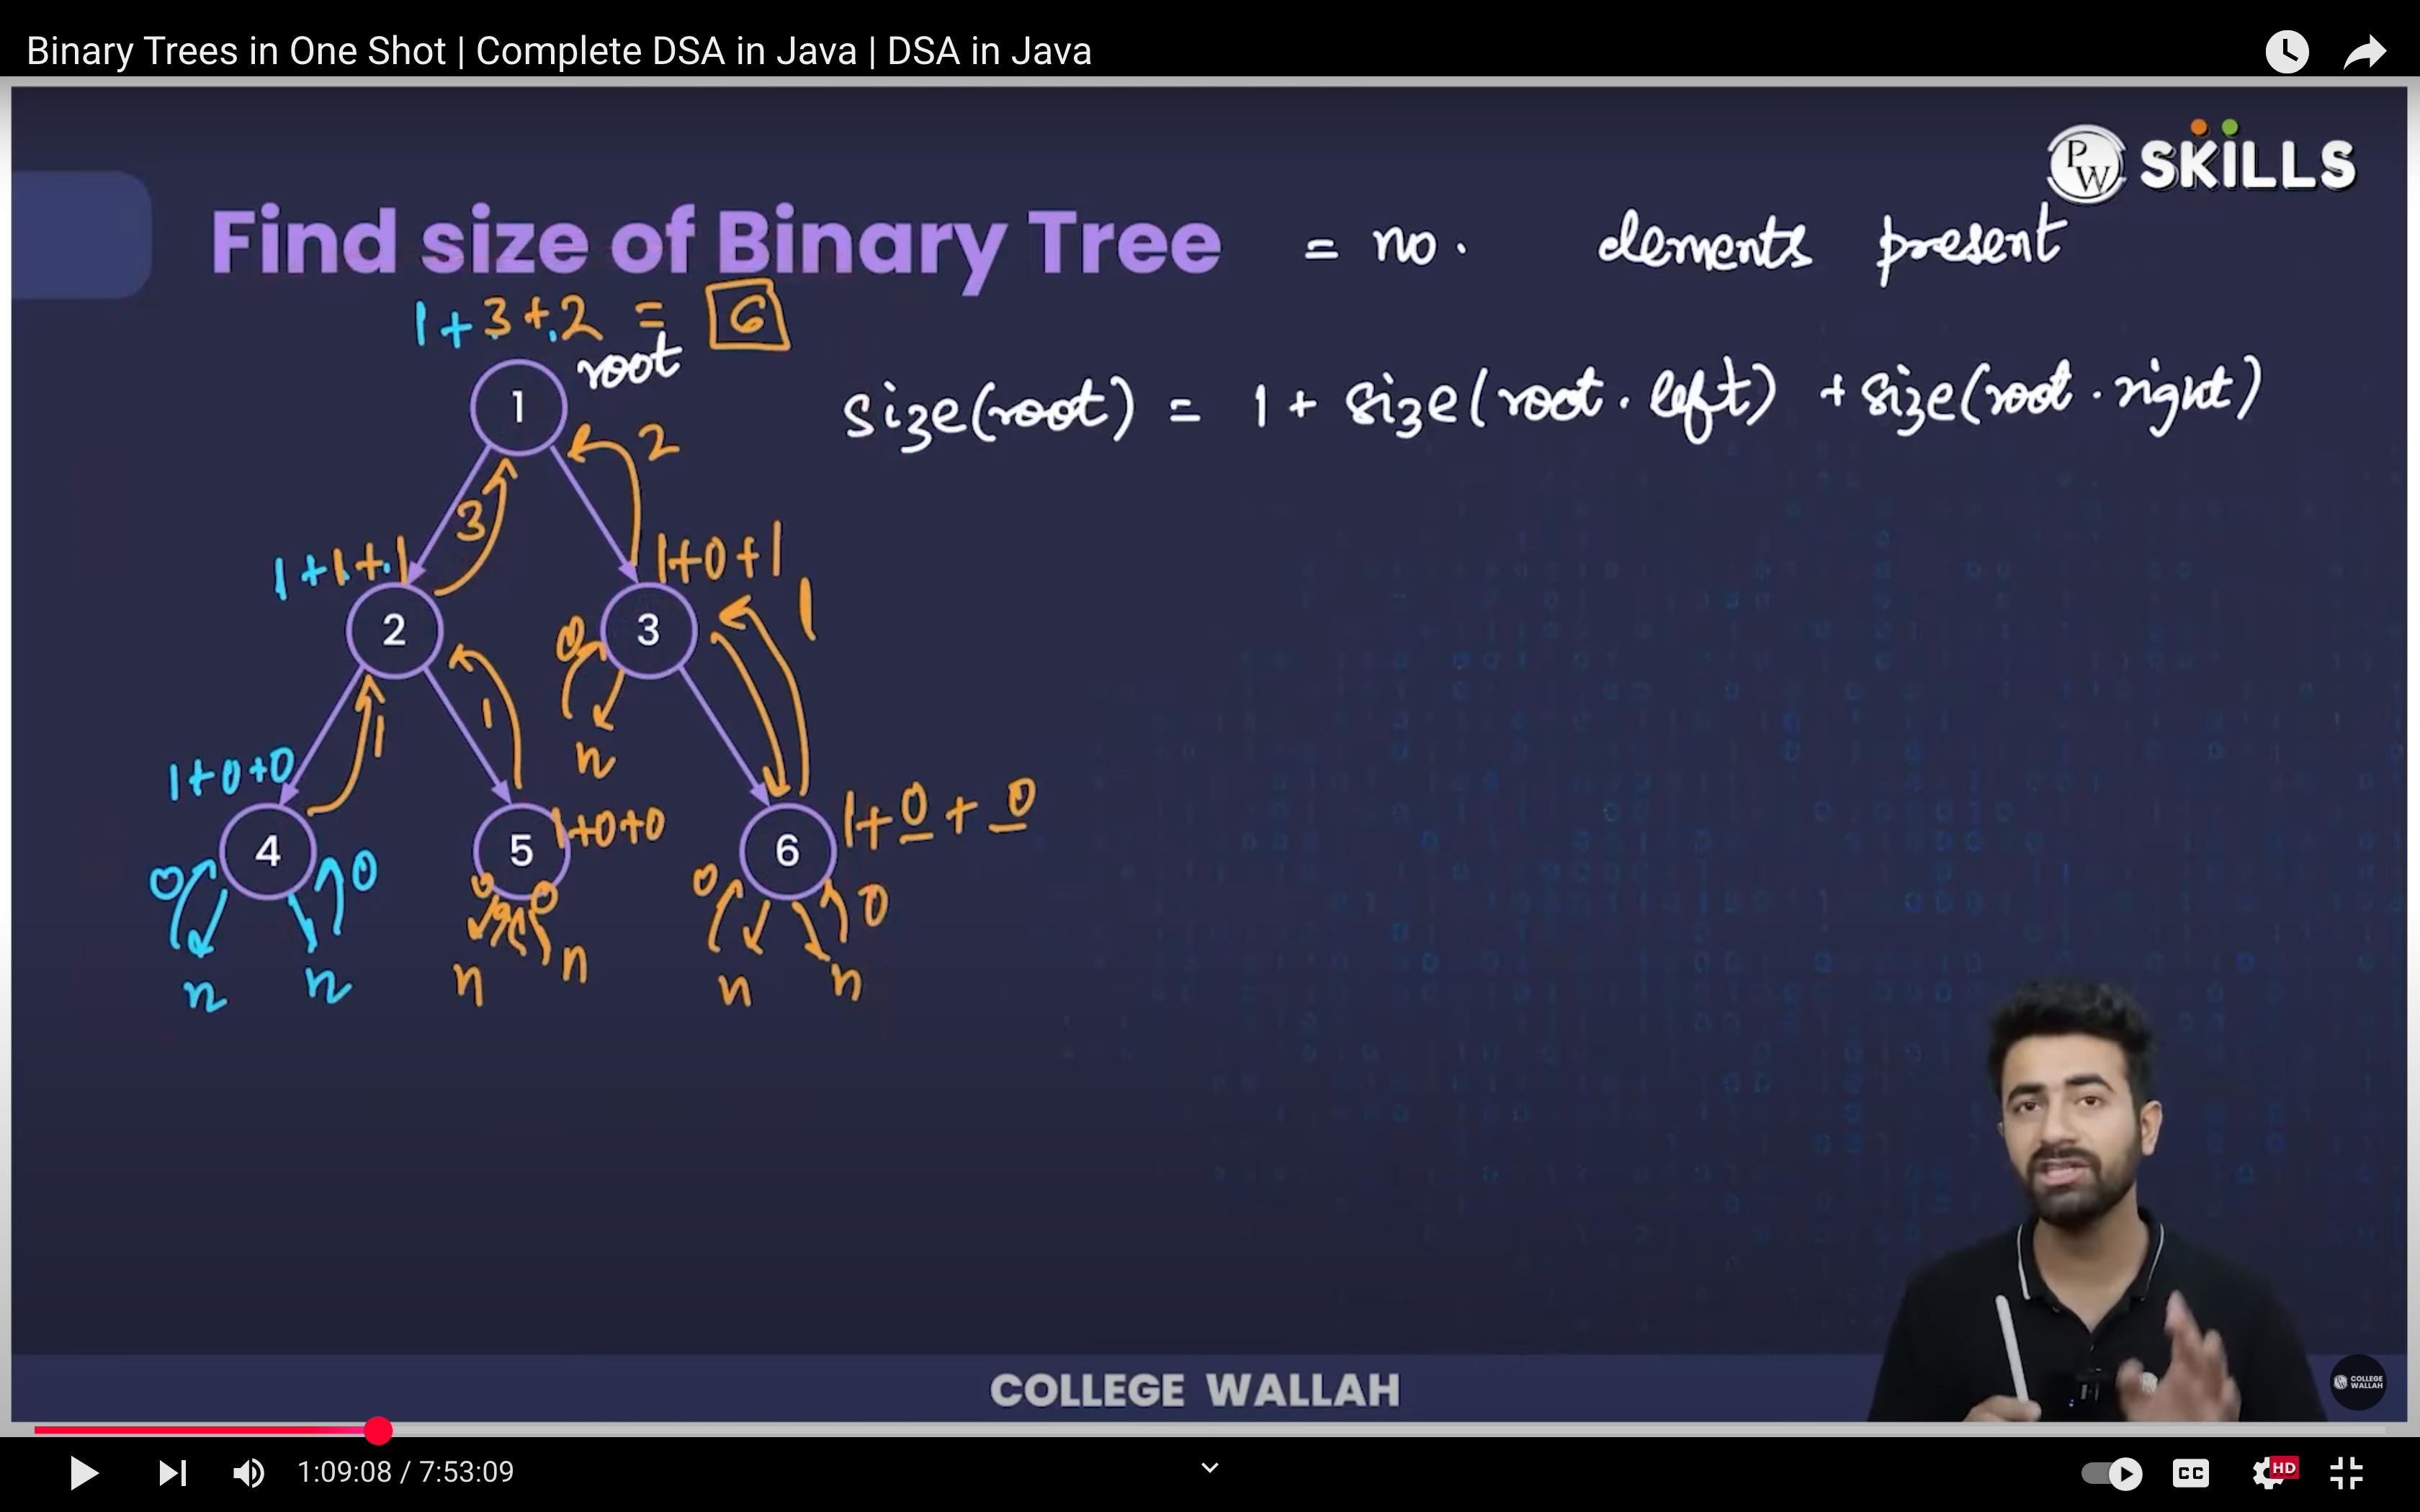 Binary Trees in One Shot | Complete DSA in Java | DSA in Java
PW SKILLS
Find size of Binary Tree = no. elements present
1+3+2 = 6
root
1
size(root) = 1 + size(root.left) + size(root.right)
2
3
1+1+1
1+0+1
1
2
0
3
1
1
n
1+0+0
4
5
1+0+0
6
1+0+0
0
0
0
0
0
0
n
n
n
n
n
n
COLLEGE WALLAH
COLLEGE WALLAH
1:09:08 / 7:53:09
CC
HD